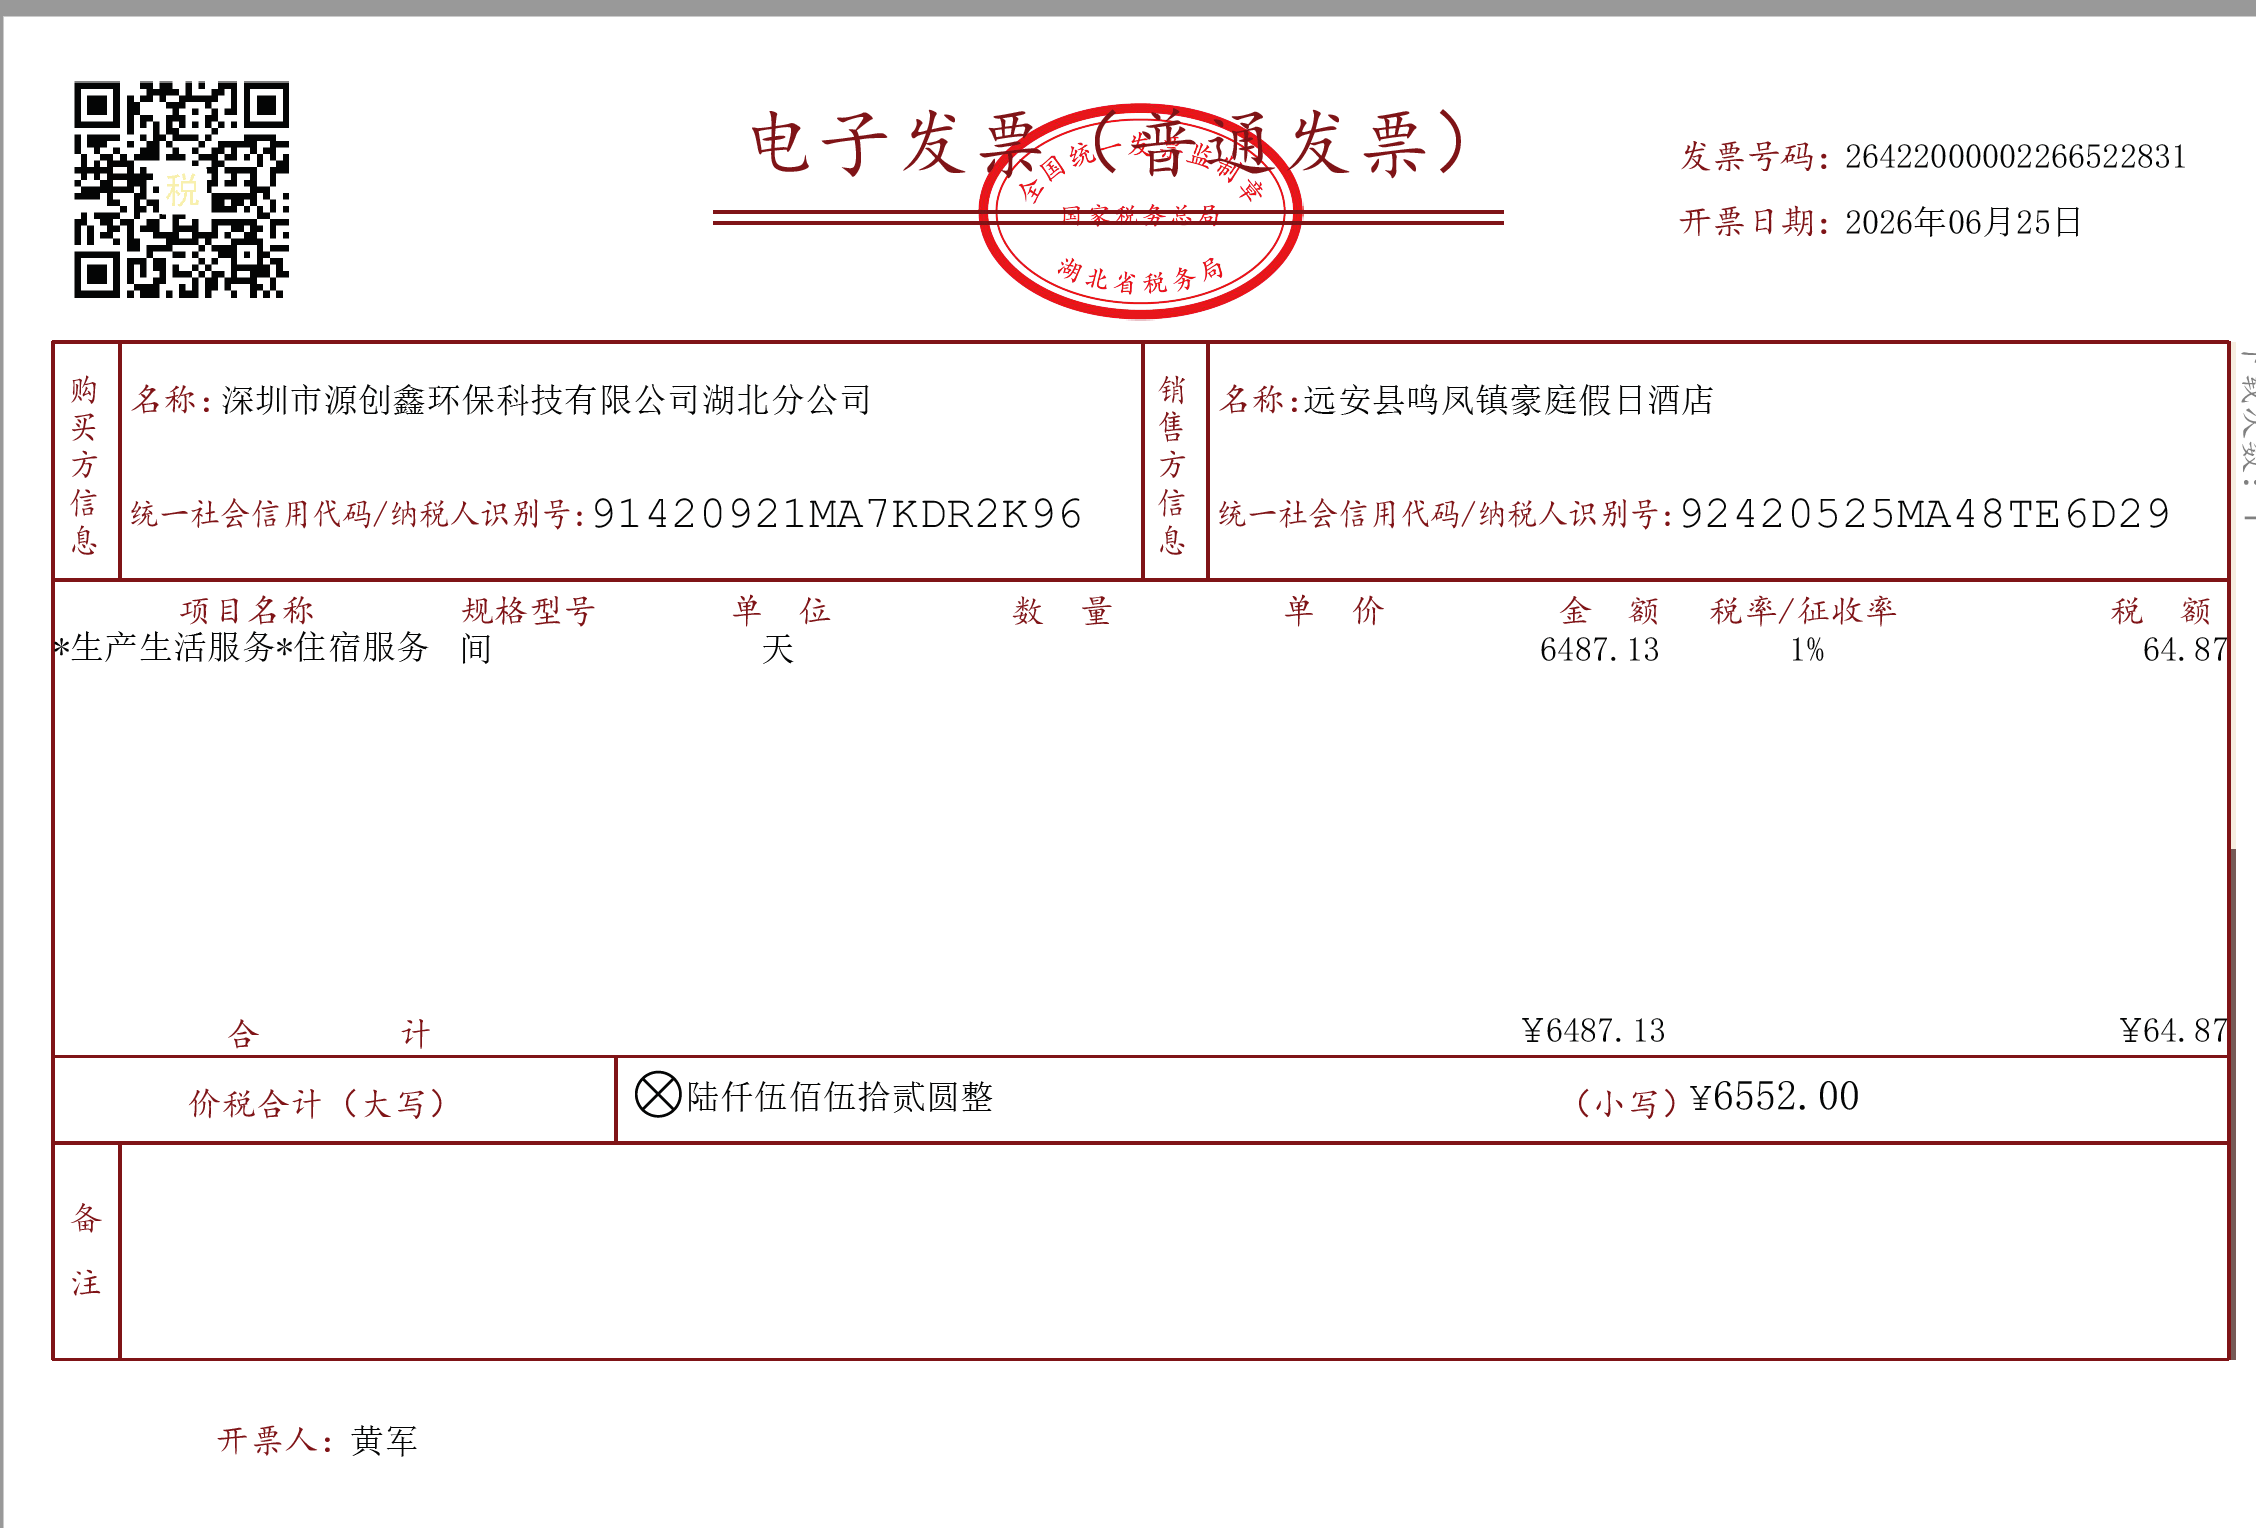 税
电子发票（普通发票）
全国统一发票监制章
国家税务总局
湖北省税务局
发票号码：26422000002266522831
开票日期：2026年06月25日
购买方信息
名称：深圳市源创鑫环保科技有限公司湖北分公司
统一社会信用代码/纳税人识别号：91420921MA7KDR2K96
销售方信息
名称：远安县鸣凤镇豪庭假日酒店
统一社会信用代码/纳税人识别号：92420525MA48TE6D29
下载次数：
项目名称 规格型号 单位 数量 单价 金额 税率/征收率 税额
*生产生活服务*住宿服务 间 天 6487.13 1% 64.87
合计 ¥6487.13 ¥64.87
价税合计（大写） 陆仟伍佰伍拾贰圆整 （小写）¥6552.00
备注
开票人：黄军